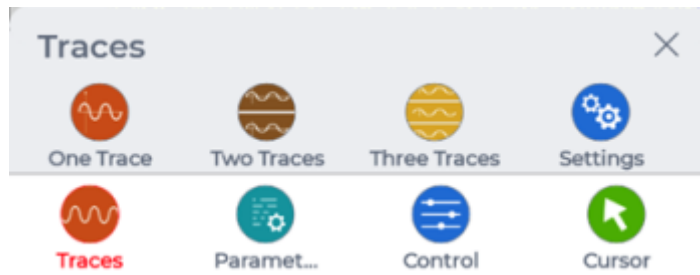 Traces
One Trace Two Traces Three Traces Settings
Traces Paramet... Control Cursor